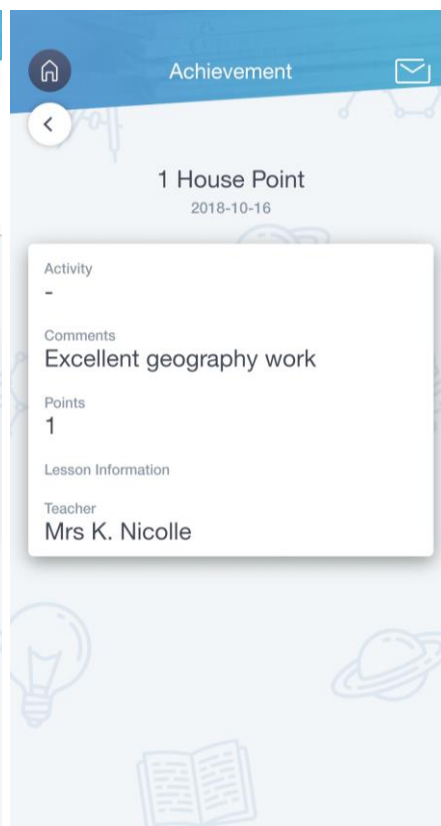 Achievement
1 House Point
2018-10-16
Activity
-
Comments
Excellent geography work
Points
1
Lesson Information
Teacher
Mrs K. Nicolle